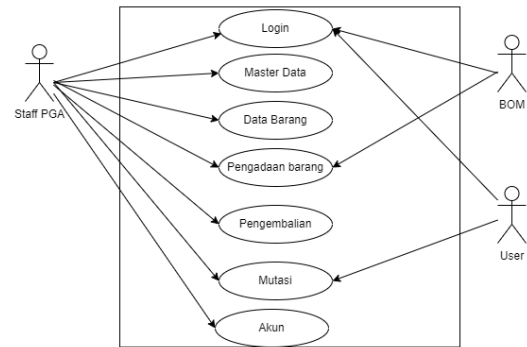 Login
Master Data
Data Barang
Pengadaan barang
Pengembalian
Mutasi
Akun
Staff PGA
BOM
User